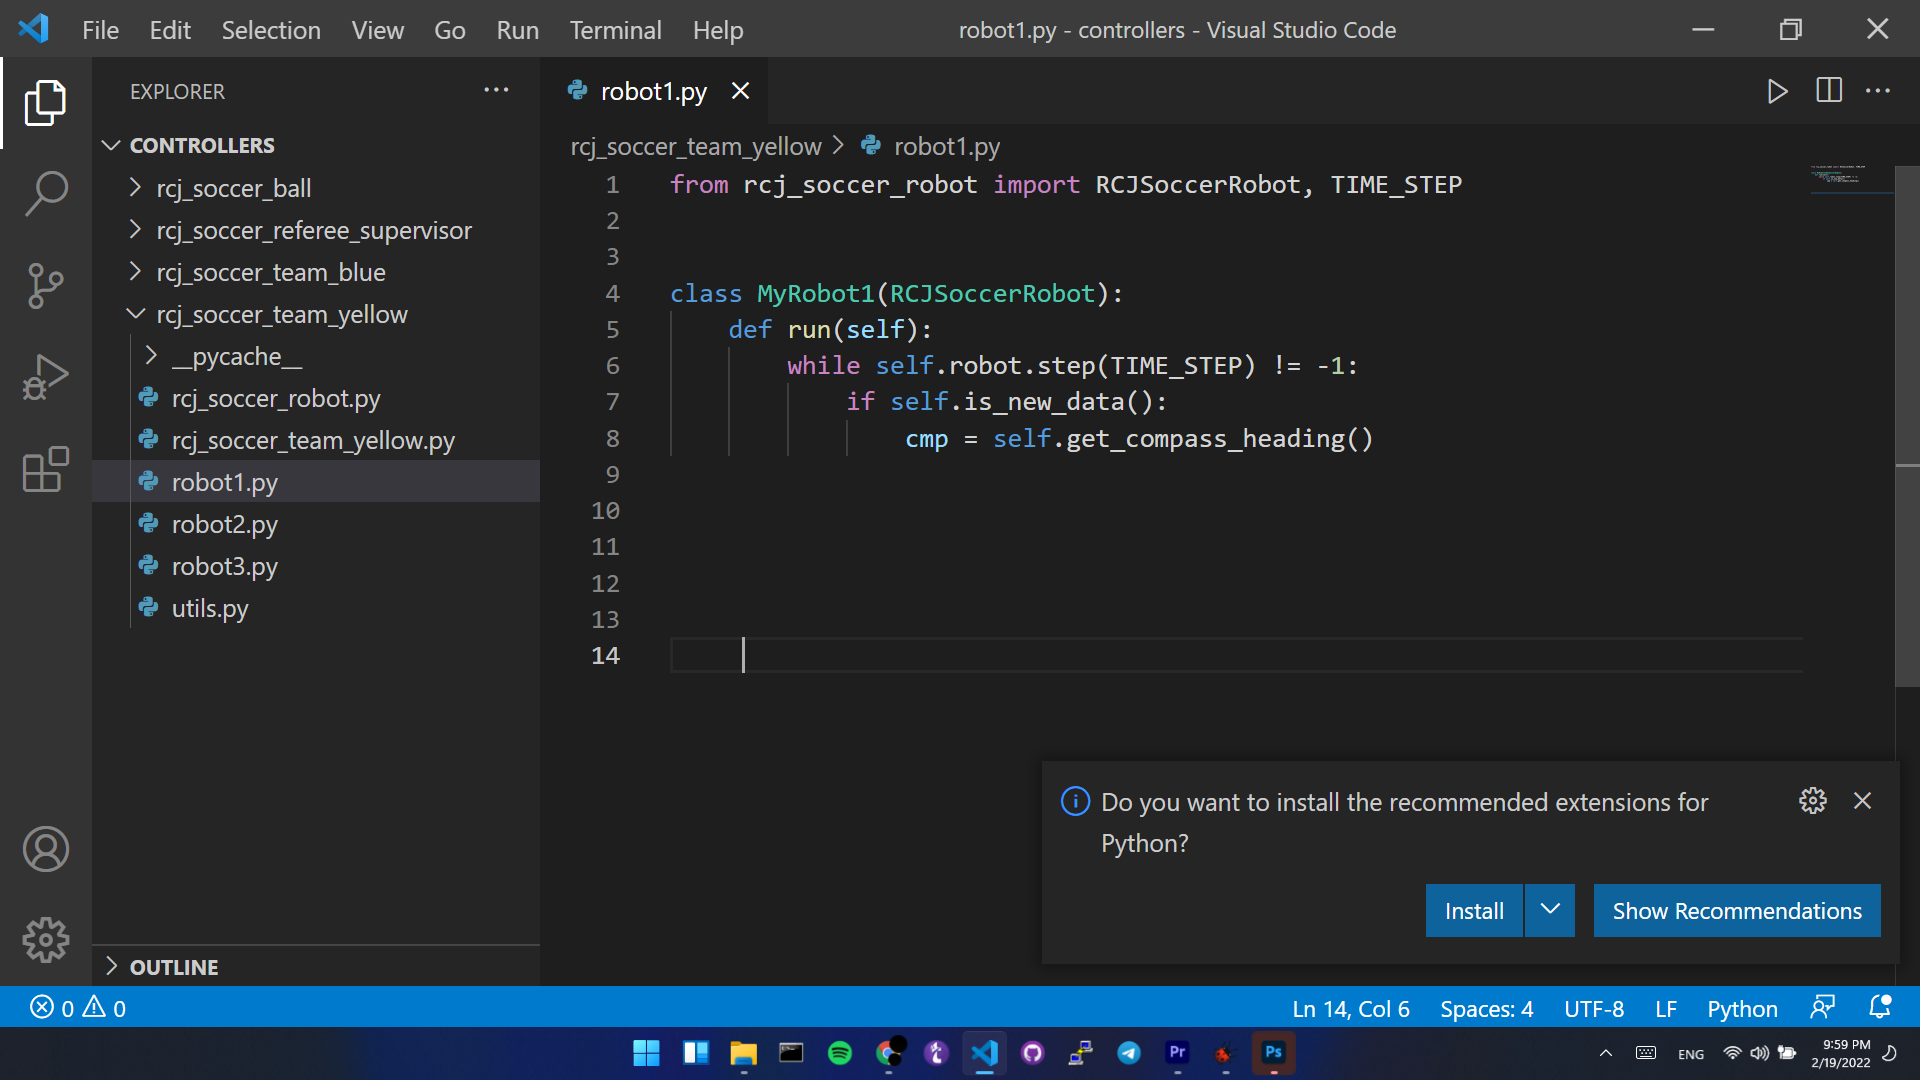 File Edit Selection View Go Run Terminal Help
robot1.py - controllers - Visual Studio Code
EXPLORER
CONTROLLERS
rcj_soccer_ball
rcj_soccer_referee_supervisor
rcj_soccer_team_blue
rcj_soccer_team_yellow
__pycache__
rcj_soccer_robot.py
rcj_soccer_team_yellow.py
robot1.py
robot2.py
robot3.py
utils.py
OUTLINE
robot1.py
rcj_soccer_team_yellow > robot1.py
1 from rcj_soccer_robot import RCJSoccerRobot, TIME_STEP
2
3
4 class MyRobot1(RCJSoccerRobot):
5     def run(self):
6         while self.robot.step(TIME_STEP) != -1:
7             if self.is_new_data():
8                 cmp = self.get_compass_heading()
9
10
11
12
13
14
Do you want to install the recommended extensions for
Python?
Install
Show Recommendations
0 0
Ln 14, Col 6 Spaces: 4 UTF-8 LF Python
Pr
Ps
ENG
9:59 PM
2/19/2022